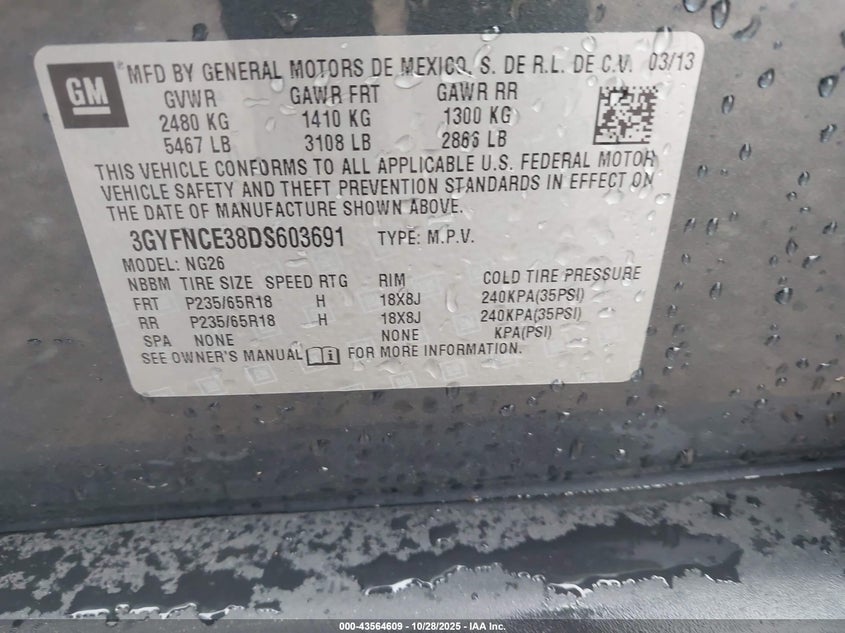 GM
MFD BY GENERAL MOTORS DE MEXICO, S. DE R.L. DE C.V. 03/13
GVWR GAWR FRT GAWR RR
2480 KG 1410 KG 1300 KG
5467 LB 3108 LB 2866 LB
THIS VEHICLE CONFORMS TO ALL APPLICABLE U.S. FEDERAL MOTOR
VEHICLE SAFETY AND THEFT PREVENTION STANDARDS IN EFFECT ON
THE DATE OF MANUFACTURE SHOWN ABOVE.
3GYFNCE38DS603691 TYPE: M.P.V.
MODEL: NG26
NBBM TIRE SIZE SPEED RTG RIM COLD TIRE PRESSURE
FRT P235/65R18 H 18X8J 240KPA(35PSI)
RR P235/65R18 H 18X8J 240KPA(35PSI)
SPA NONE NONE KPA(PSI)
SEE OWNER'S MANUAL FOR MORE INFORMATION.
000-43564609 | 10/28/2025 - IAA Inc.